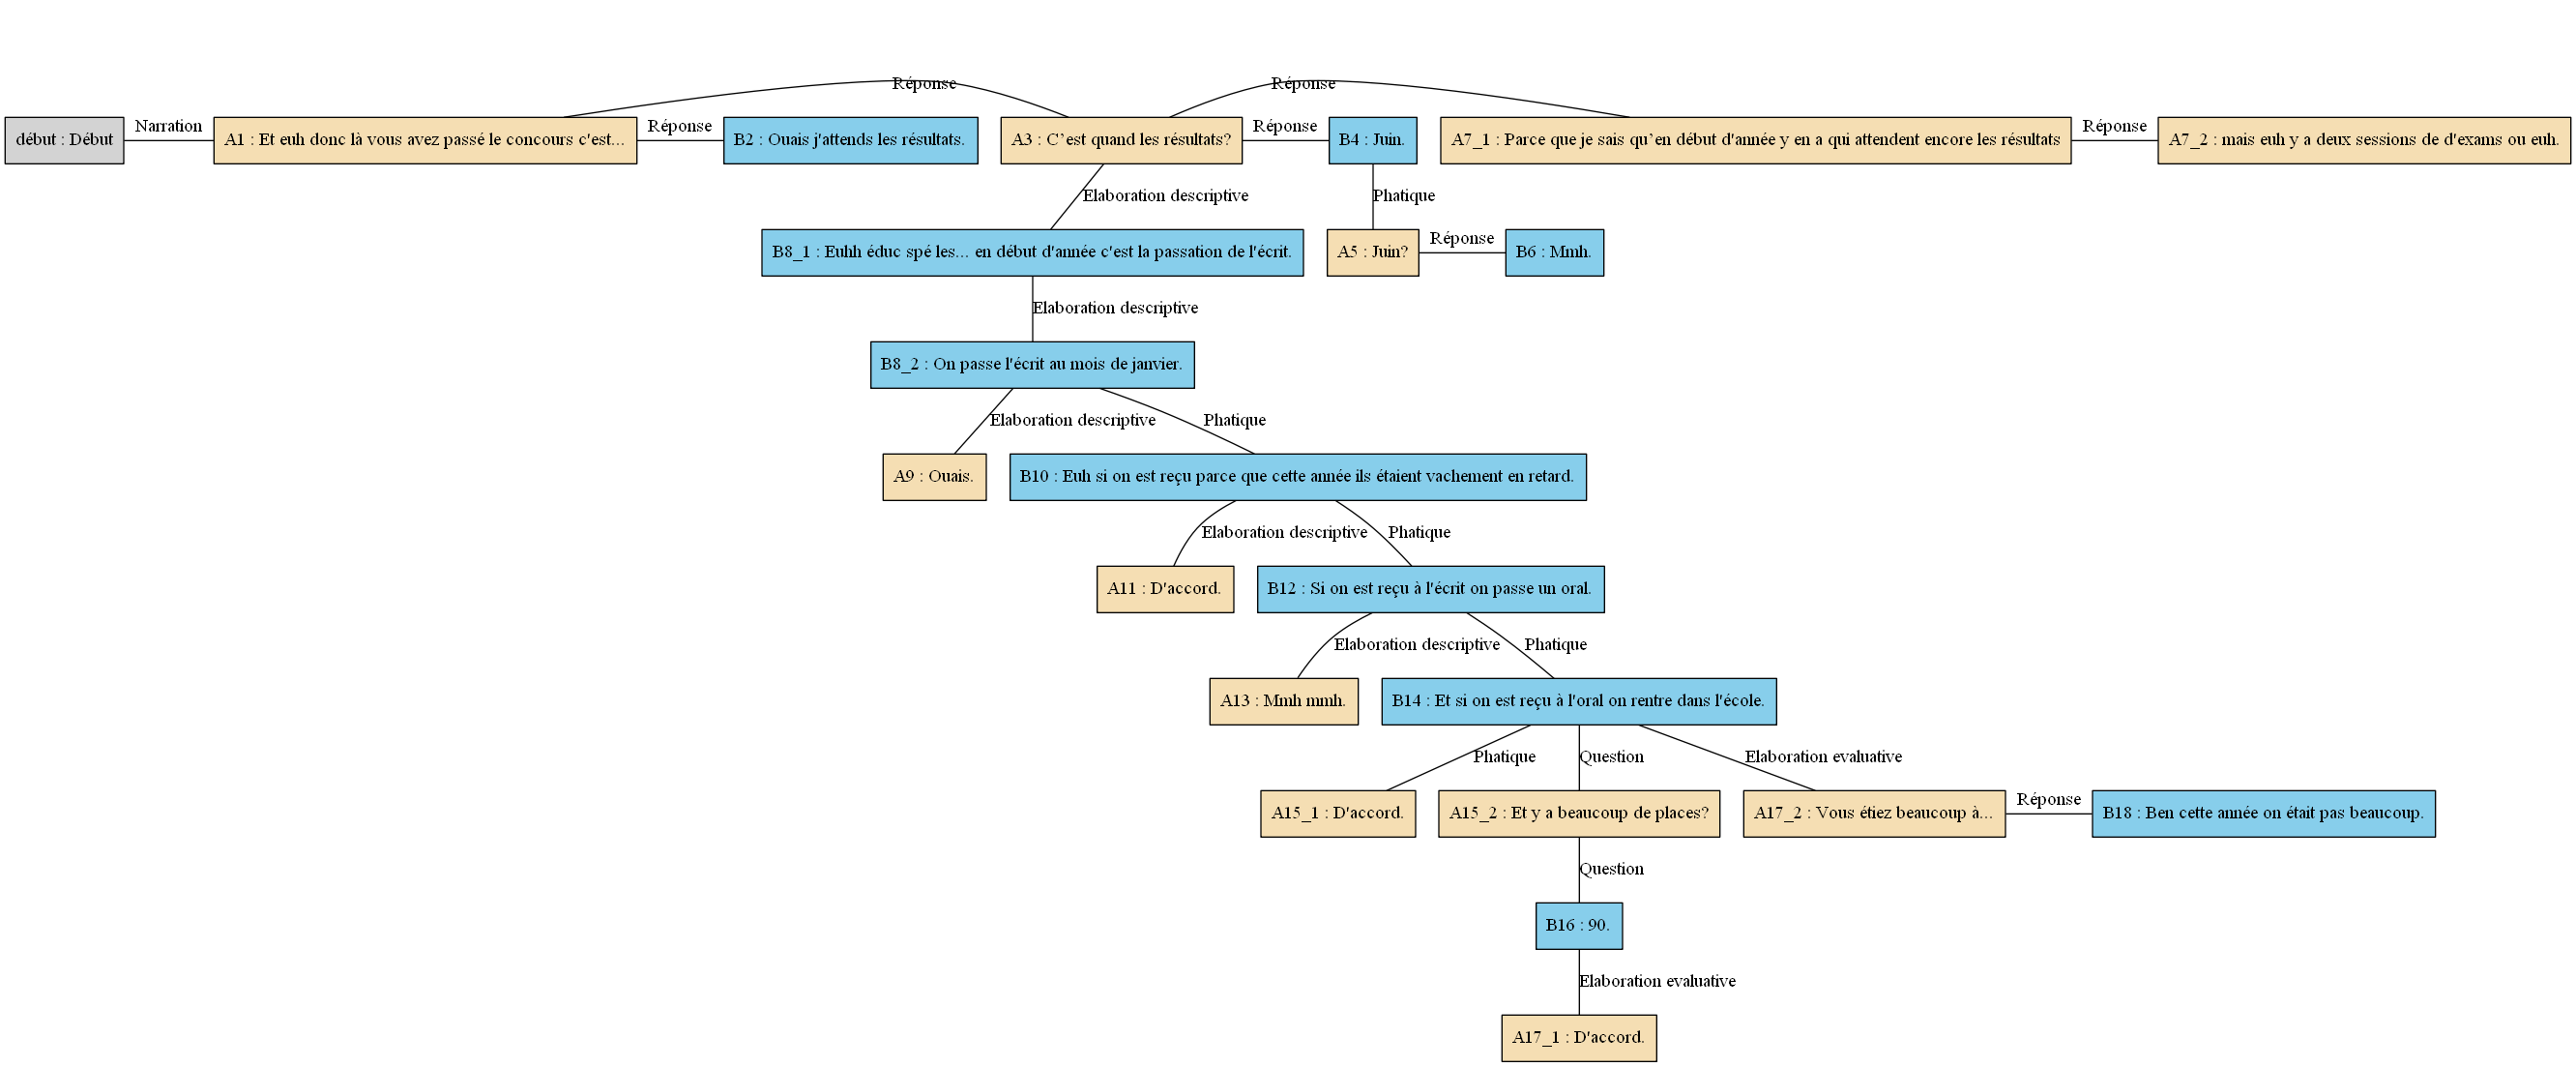 Réponse
Réponse
début : Début
Narration
A1 : Et euh donc là vous avez passé le concours c'est...
Réponse
B2 : Ouais j'attends les résultats.
A3 : C'est quand les résultats?
Réponse
B4 : Juin.
A7_1 : Parce que je sais qu'en début d'année y en a qui attendent encore les résultats
Réponse
A7_2 : mais euh y a deux sessions de d'exams ou euh.
Elaboration descriptive
Phatique
B8_1 : Euhh éduc spé les... en début d'année c'est la passation de l'écrit.
A5 : Juin?
Réponse
B6 : Mmh.
Elaboration descriptive
B8_2 : On passe l'écrit au mois de janvier.
Elaboration descriptive
Phatique
A9 : Ouais.
B10 : Euh si on est reçu parce que cette année ils étaient vachement en retard.
Elaboration descriptive
Phatique
A11 : D'accord.
B12 : Si on est reçu à l'écrit on passe un oral.
Elaboration descriptive
Phatique
A13 : Mmh mmh.
B14 : Et si on est reçu à l'oral on rentre dans l'école.
Phatique
Question
Elaboration evaluative
A15_1 : D'accord.
A15_2 : Et y a beaucoup de places?
A17_2 : Vous étiez beaucoup à...
Réponse
B18 : Ben cette année on était pas beaucoup.
Question
B16 : 90.
Elaboration evaluative
A17_1 : D'accord.